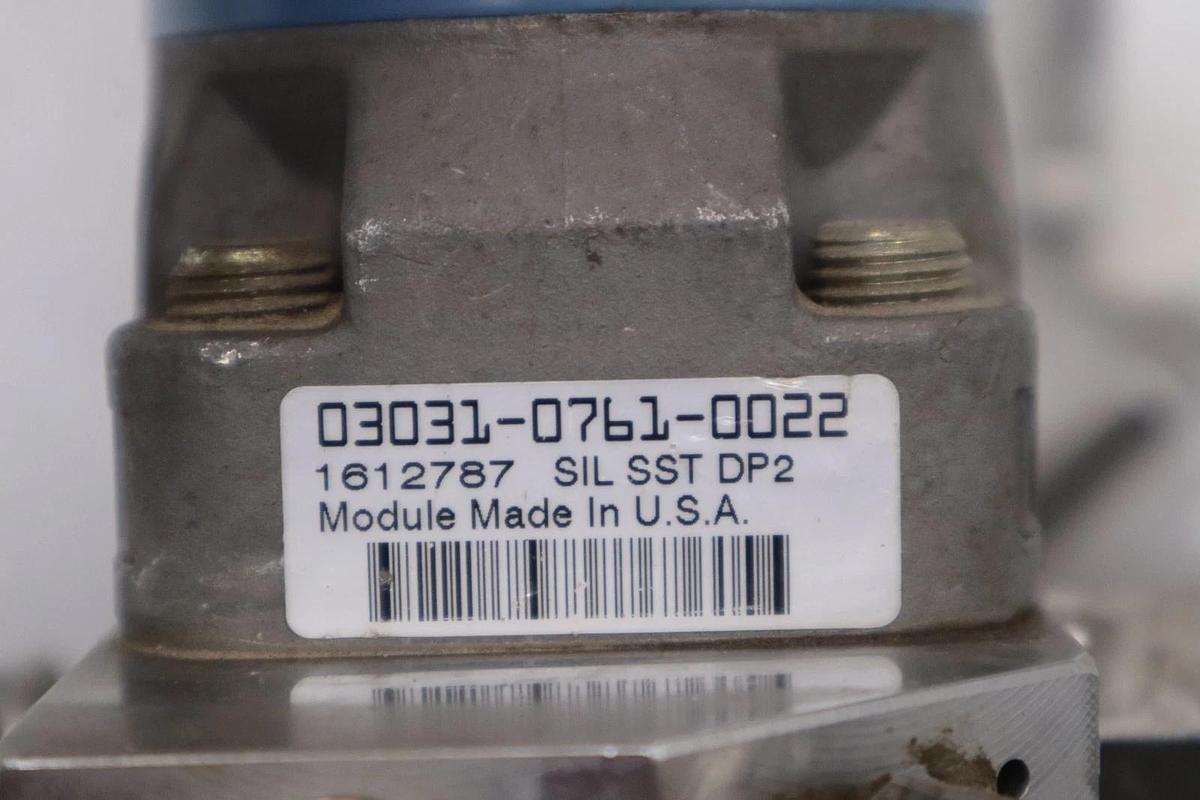 03031-0761-0022
1612787 SIL SST DP2
Module Made In U.S.A.